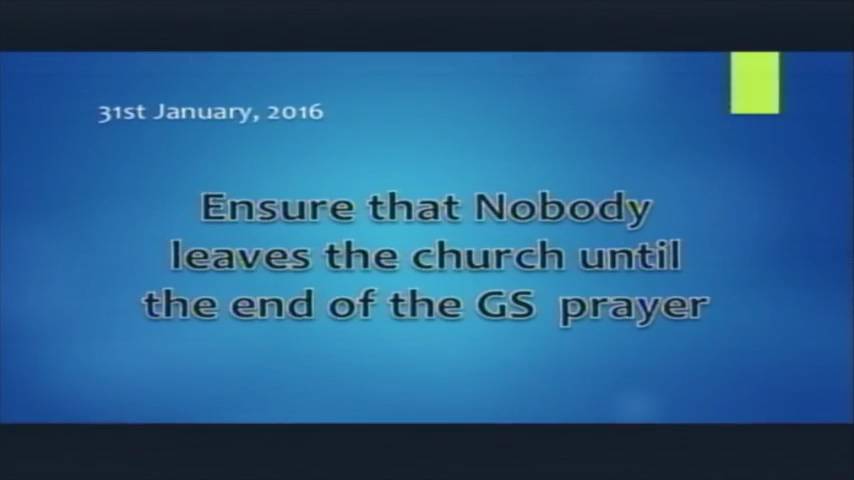 31st January, 2016
Ensure that Nobody
leaves the church until
the end of the GS prayer